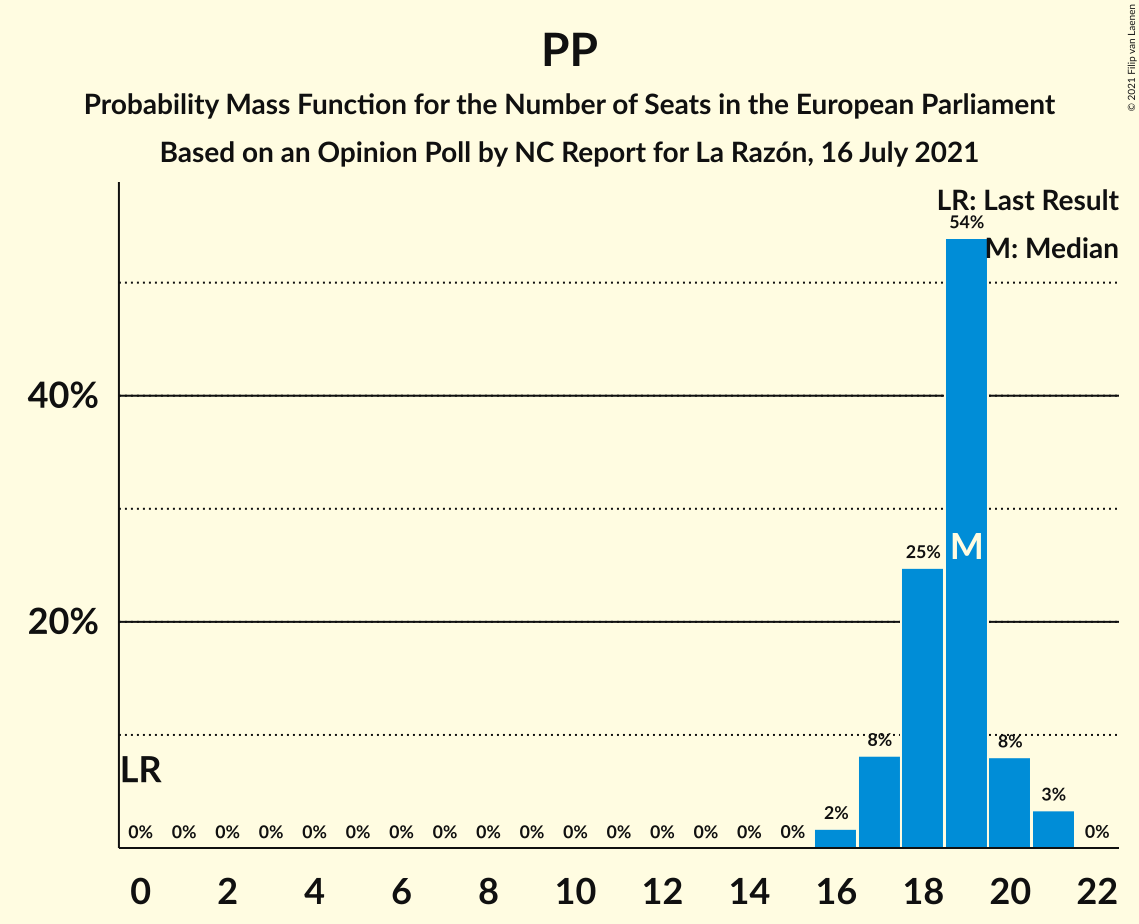 © 2021 Filip van Laenen
PP
Probability Mass Function for the Number of Seats in the European Parliament
Based on an Opinion Poll by NC Report for La Razón, 16 July 2021
LR: Last Result
54%
M: Median
40%
25%
M
20%
8%
8%
LR
3%
2%
0% 0% 0% 0% 0% 0% 0% 0% 0% 0% 0% 0% 0% 0% 0% 0% 0%
0 2 4 6 8 10 12 14 16 18 20 22